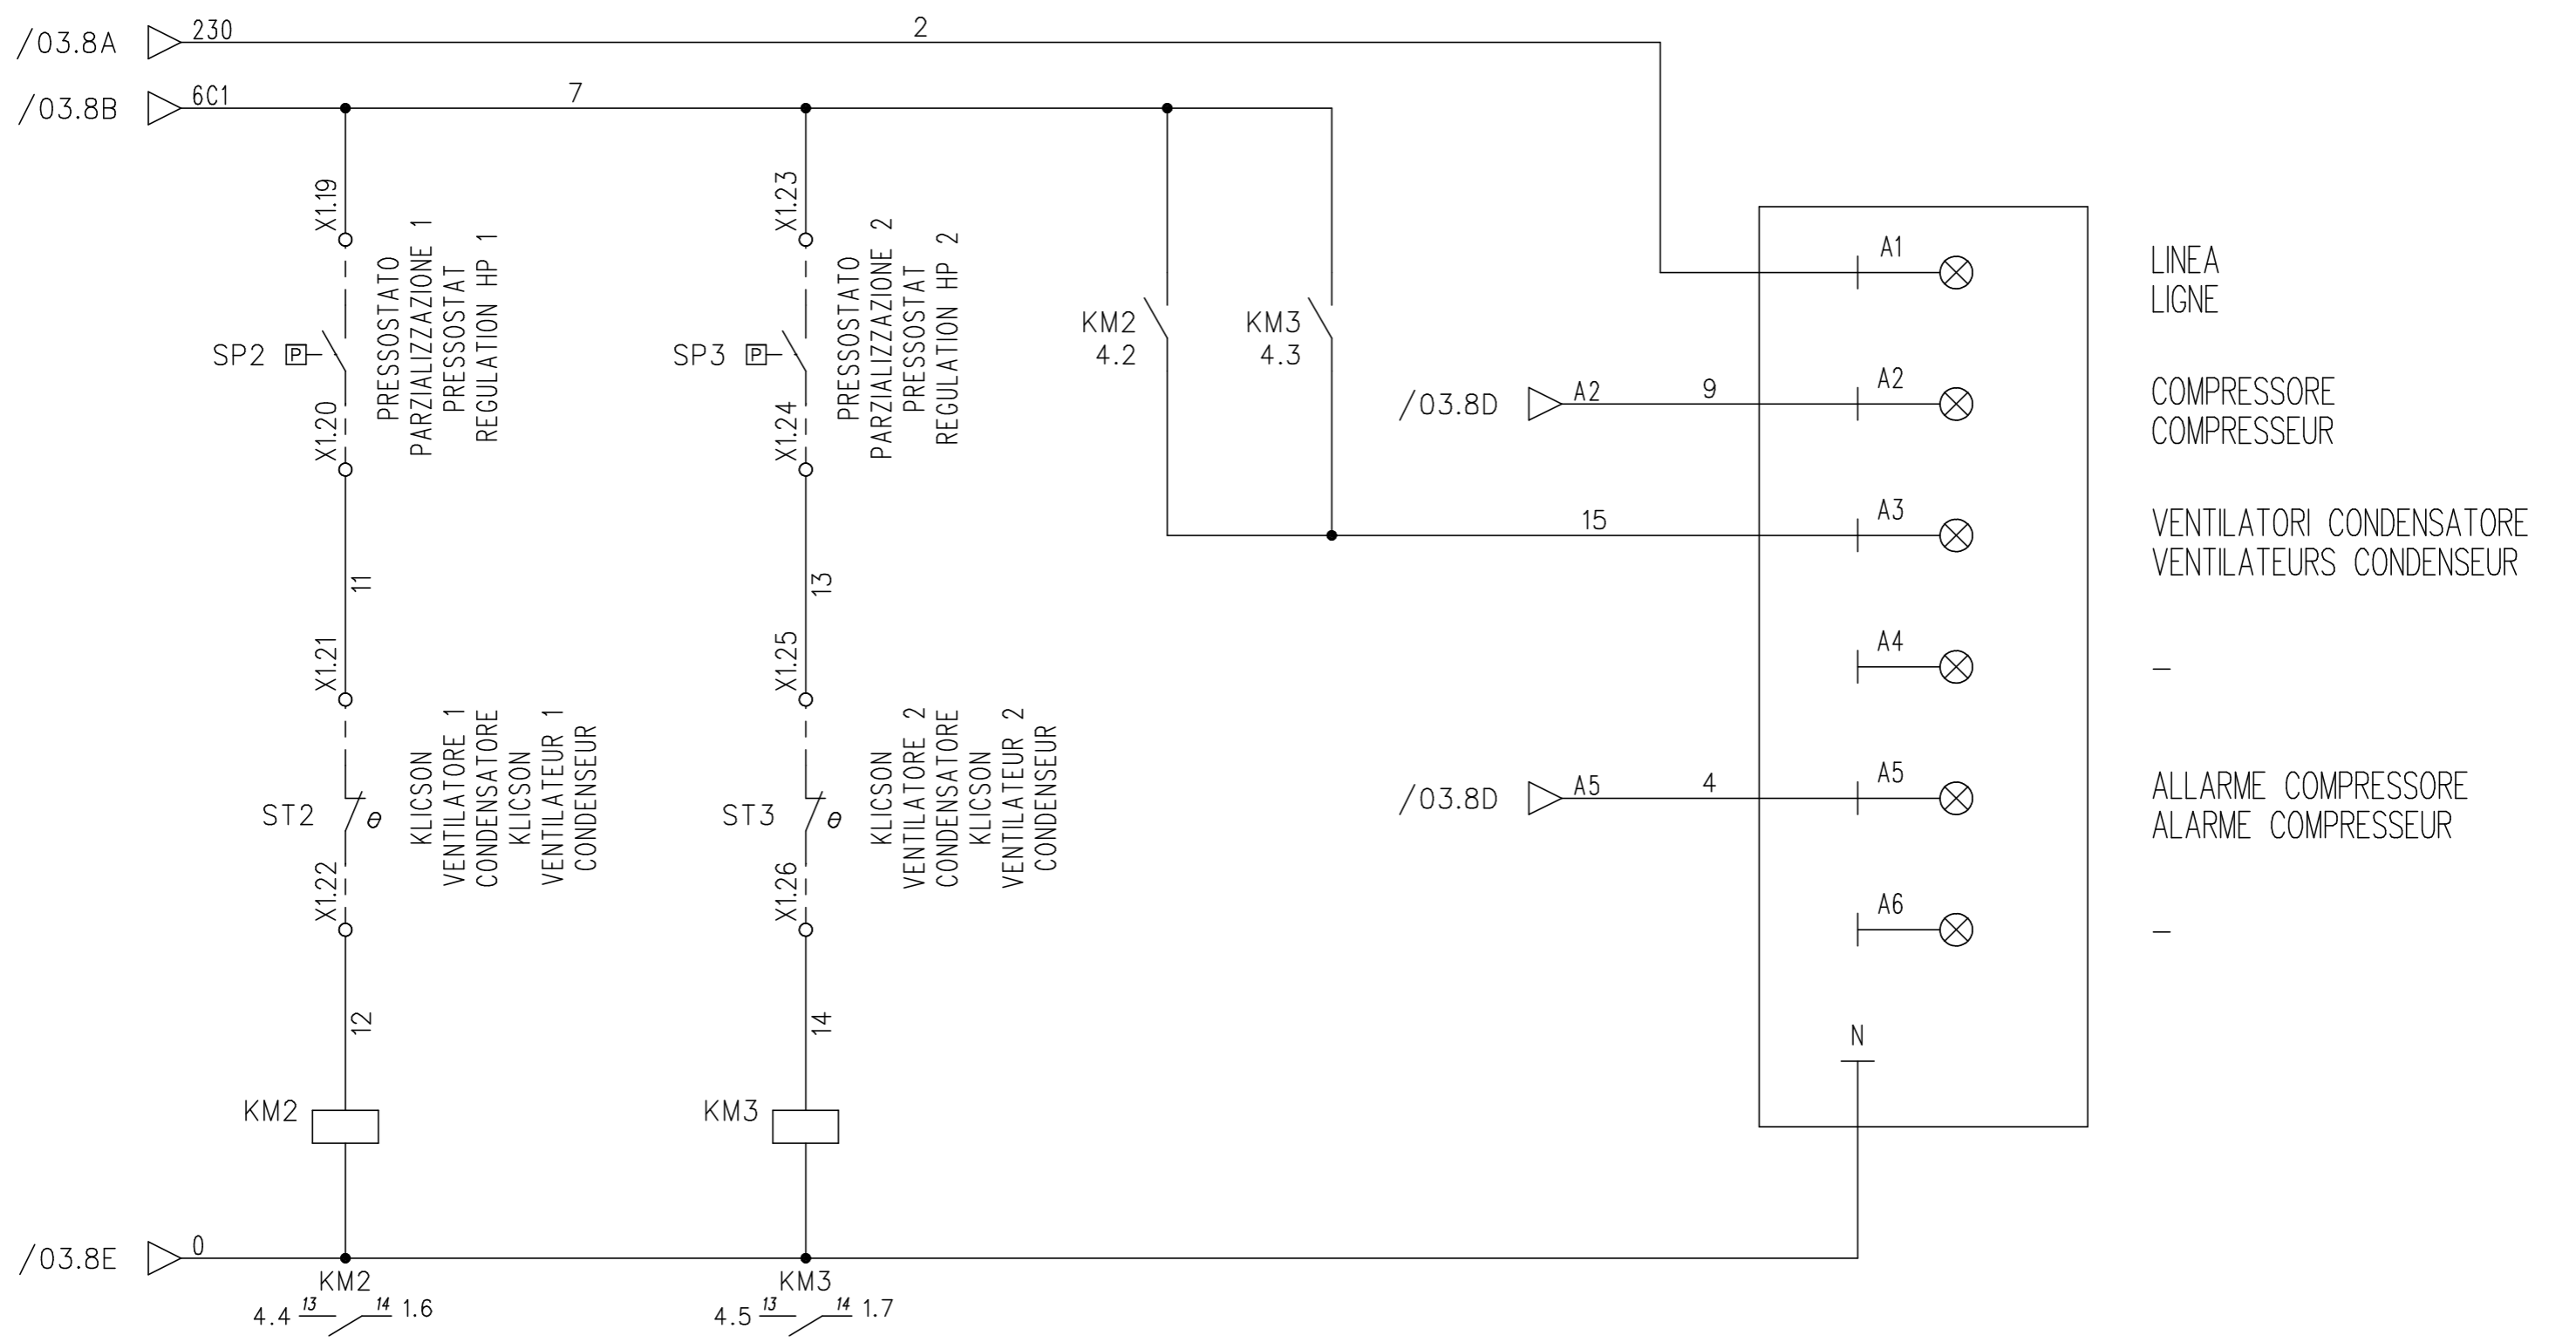 /03.8A 230 2
/03.8B 6C1 7
X1.19
PRESSOSTATO
PARZIALIZZAZIONE 1
PRESSOSTAT
REGULATION HP 1
SP2 P
X1.20
11
X1.21
KLICSON
VENTILATORE 1
CONDENSATORE
KLICSON
VENTILATEUR 1
CONDENSEUR
ST2 θ
X1.22
12
KM2
X1.23
PRESSOSTATO
PARZIALIZZAZIONE 2
PRESSOSTAT
REGULATION HP 2
SP3 P
X1.24
13
X1.25
KLICSON
VENTILATORE 2
CONDENSATORE
KLICSON
VENTILATEUR 2
CONDENSEUR
ST3 θ
X1.26
14
KM3
KM2
4.2
KM3
4.3
15
A1
LINEA
LIGNE
/03.8D A2 9 A2
COMPRESSORE
COMPRESSEUR
A3
VENTILATORI CONDENSATORE
VENTILATEURS CONDENSEUR
A4 –
/03.8D A5 4 A5
ALLARME COMPRESSORE
ALARME COMPRESSEUR
A6 –
N
/03.8E 0
KM2
4.4 13 14 1.6
KM3
4.5 13 14 1.7